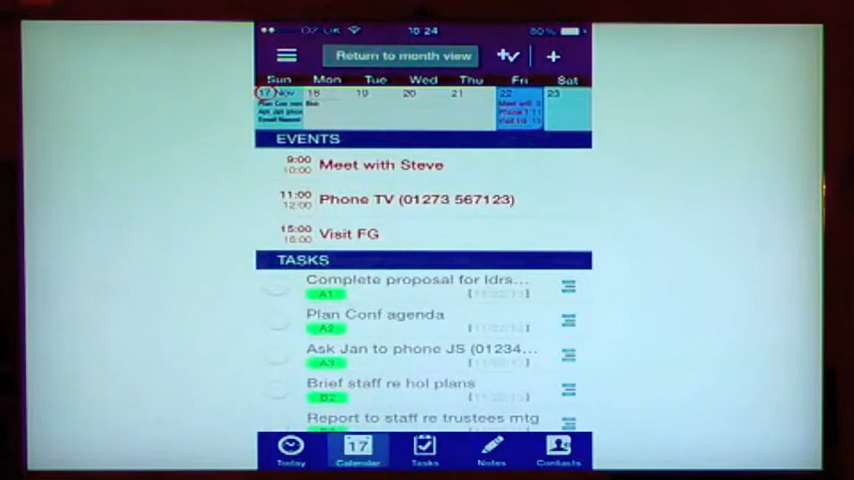 O2 UK 10 24 80%
Return to month view
Sun Mon Tue Wed Thu Fri Sat
17 Nov 18 19 20 21 22 23
EVENTS
9:00 Meet with Steve
10:00
11:00 Phone TV (01273 567123)
12:00
15:00 Visit FG
16:00
TASKS
Complete proposal for ldrs...
A1
Plan Conf agenda
A2
Ask Jan to phone JS (01234...
A3
Brief staff re hol plans
B2
Report to staff re trustees mtg
17
Today Calendar Tasks Notes Contacts